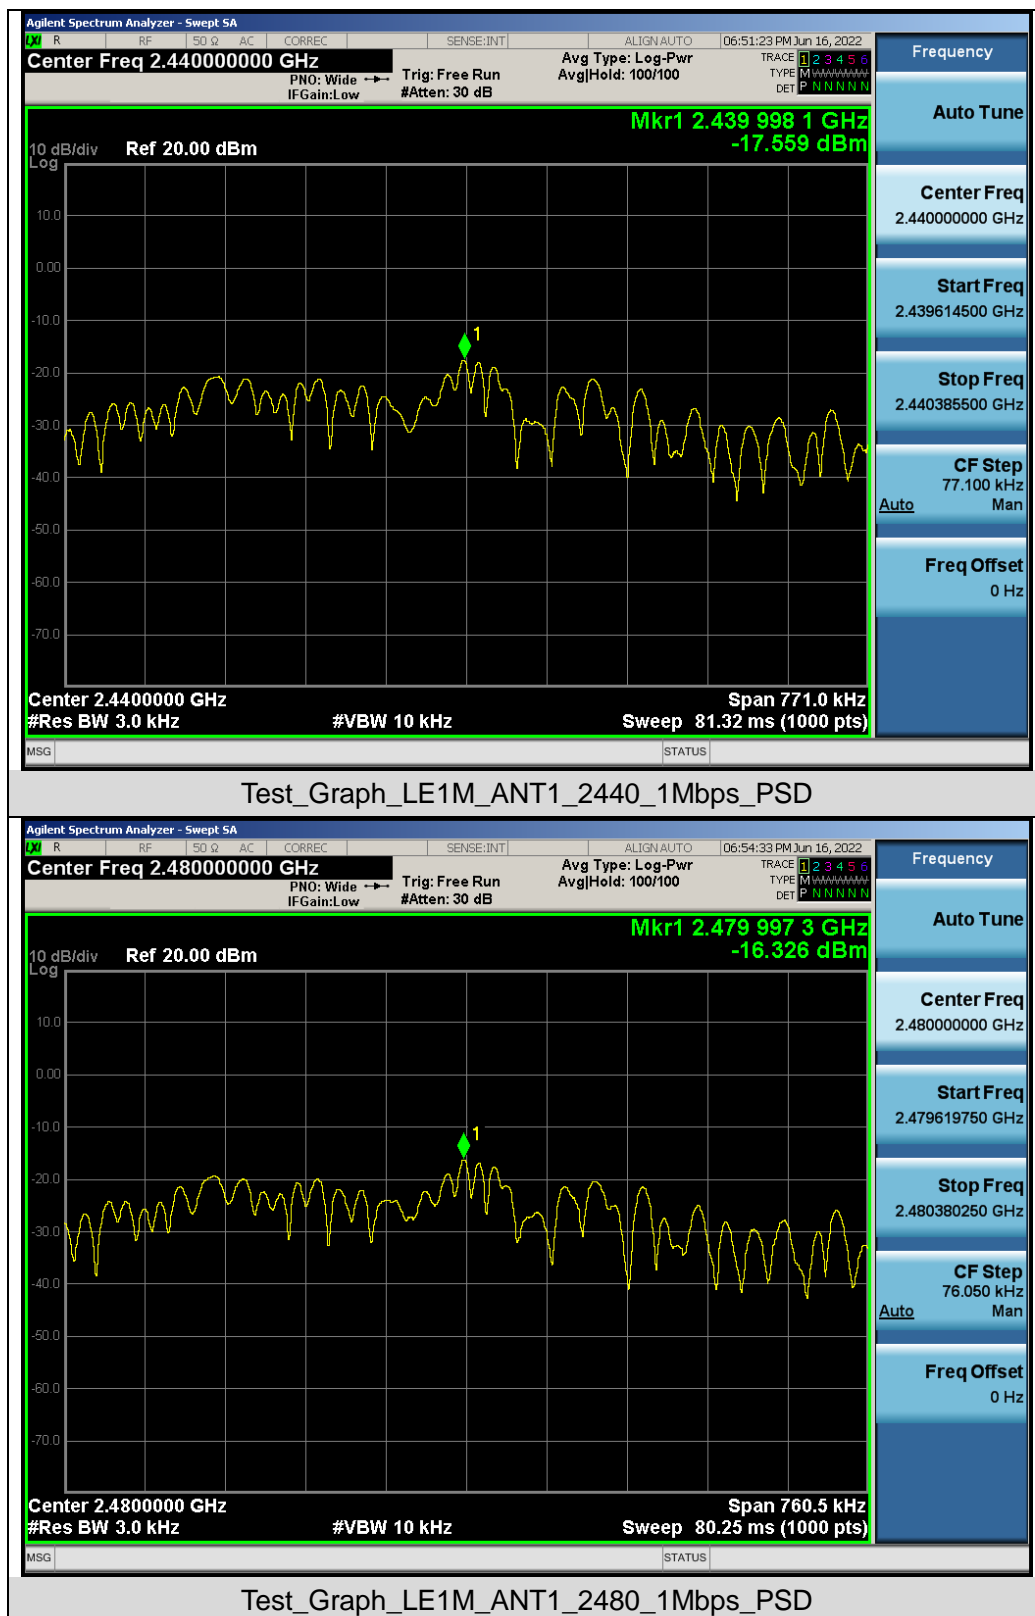 Agilent Spectrum Analyzer - Swept SA
LXI R RF 50 Ω AC CORREC SENSE:INT ALIGN AUTO 06:51:23 PM Jun 16, 2022
Center Freq 2.440000000 GHz
PNO: Wide
IFGain:Low
Trig: Free Run
#Atten: 30 dB
Avg Type: Log-Pwr
Avg|Hold: 100/100
TRACE 1 2 3 4 5 6
TYPE M
DET P N N N N N
Mkr1 2.439 998 1 GHz
-17.559 dBm
10 dB/div Ref 20.00 dBm
Log
10.0
0.00
-10.0
-20.0
-30.0
-40.0
-50.0
-60.0
-70.0
1
Center 2.4400000 GHz Span 771.0 kHz
#Res BW 3.0 kHz #VBW 10 kHz Sweep 81.32 ms (1000 pts)
MSG STATUS
Frequency
Auto Tune
Center Freq
2.440000000 GHz
Start Freq
2.439614500 GHz
Stop Freq
2.440385500 GHz
CF Step
77.100 kHz
Auto Man
Freq Offset
0 Hz
Test_Graph_LE1M_ANT1_2440_1Mbps_PSD
Agilent Spectrum Analyzer - Swept SA
LXI R RF 50 Ω AC CORREC SENSE:INT ALIGN AUTO 06:54:33 PM Jun 16, 2022
Center Freq 2.480000000 GHz
PNO: Wide
IFGain:Low
Trig: Free Run
#Atten: 30 dB
Avg Type: Log-Pwr
Avg|Hold: 100/100
TRACE 1 2 3 4 5 6
TYPE M
DET P N N N N N
Mkr1 2.479 997 3 GHz
-16.326 dBm
10 dB/div Ref 20.00 dBm
Log
10.0
0.00
-10.0
-20.0
-30.0
-40.0
-50.0
-60.0
-70.0
1
Center 2.4800000 GHz Span 760.5 kHz
#Res BW 3.0 kHz #VBW 10 kHz Sweep 80.25 ms (1000 pts)
MSG STATUS
Frequency
Auto Tune
Center Freq
2.480000000 GHz
Start Freq
2.479619750 GHz
Stop Freq
2.480380250 GHz
CF Step
76.050 kHz
Auto Man
Freq Offset
0 Hz
Test_Graph_LE1M_ANT1_2480_1Mbps_PSD